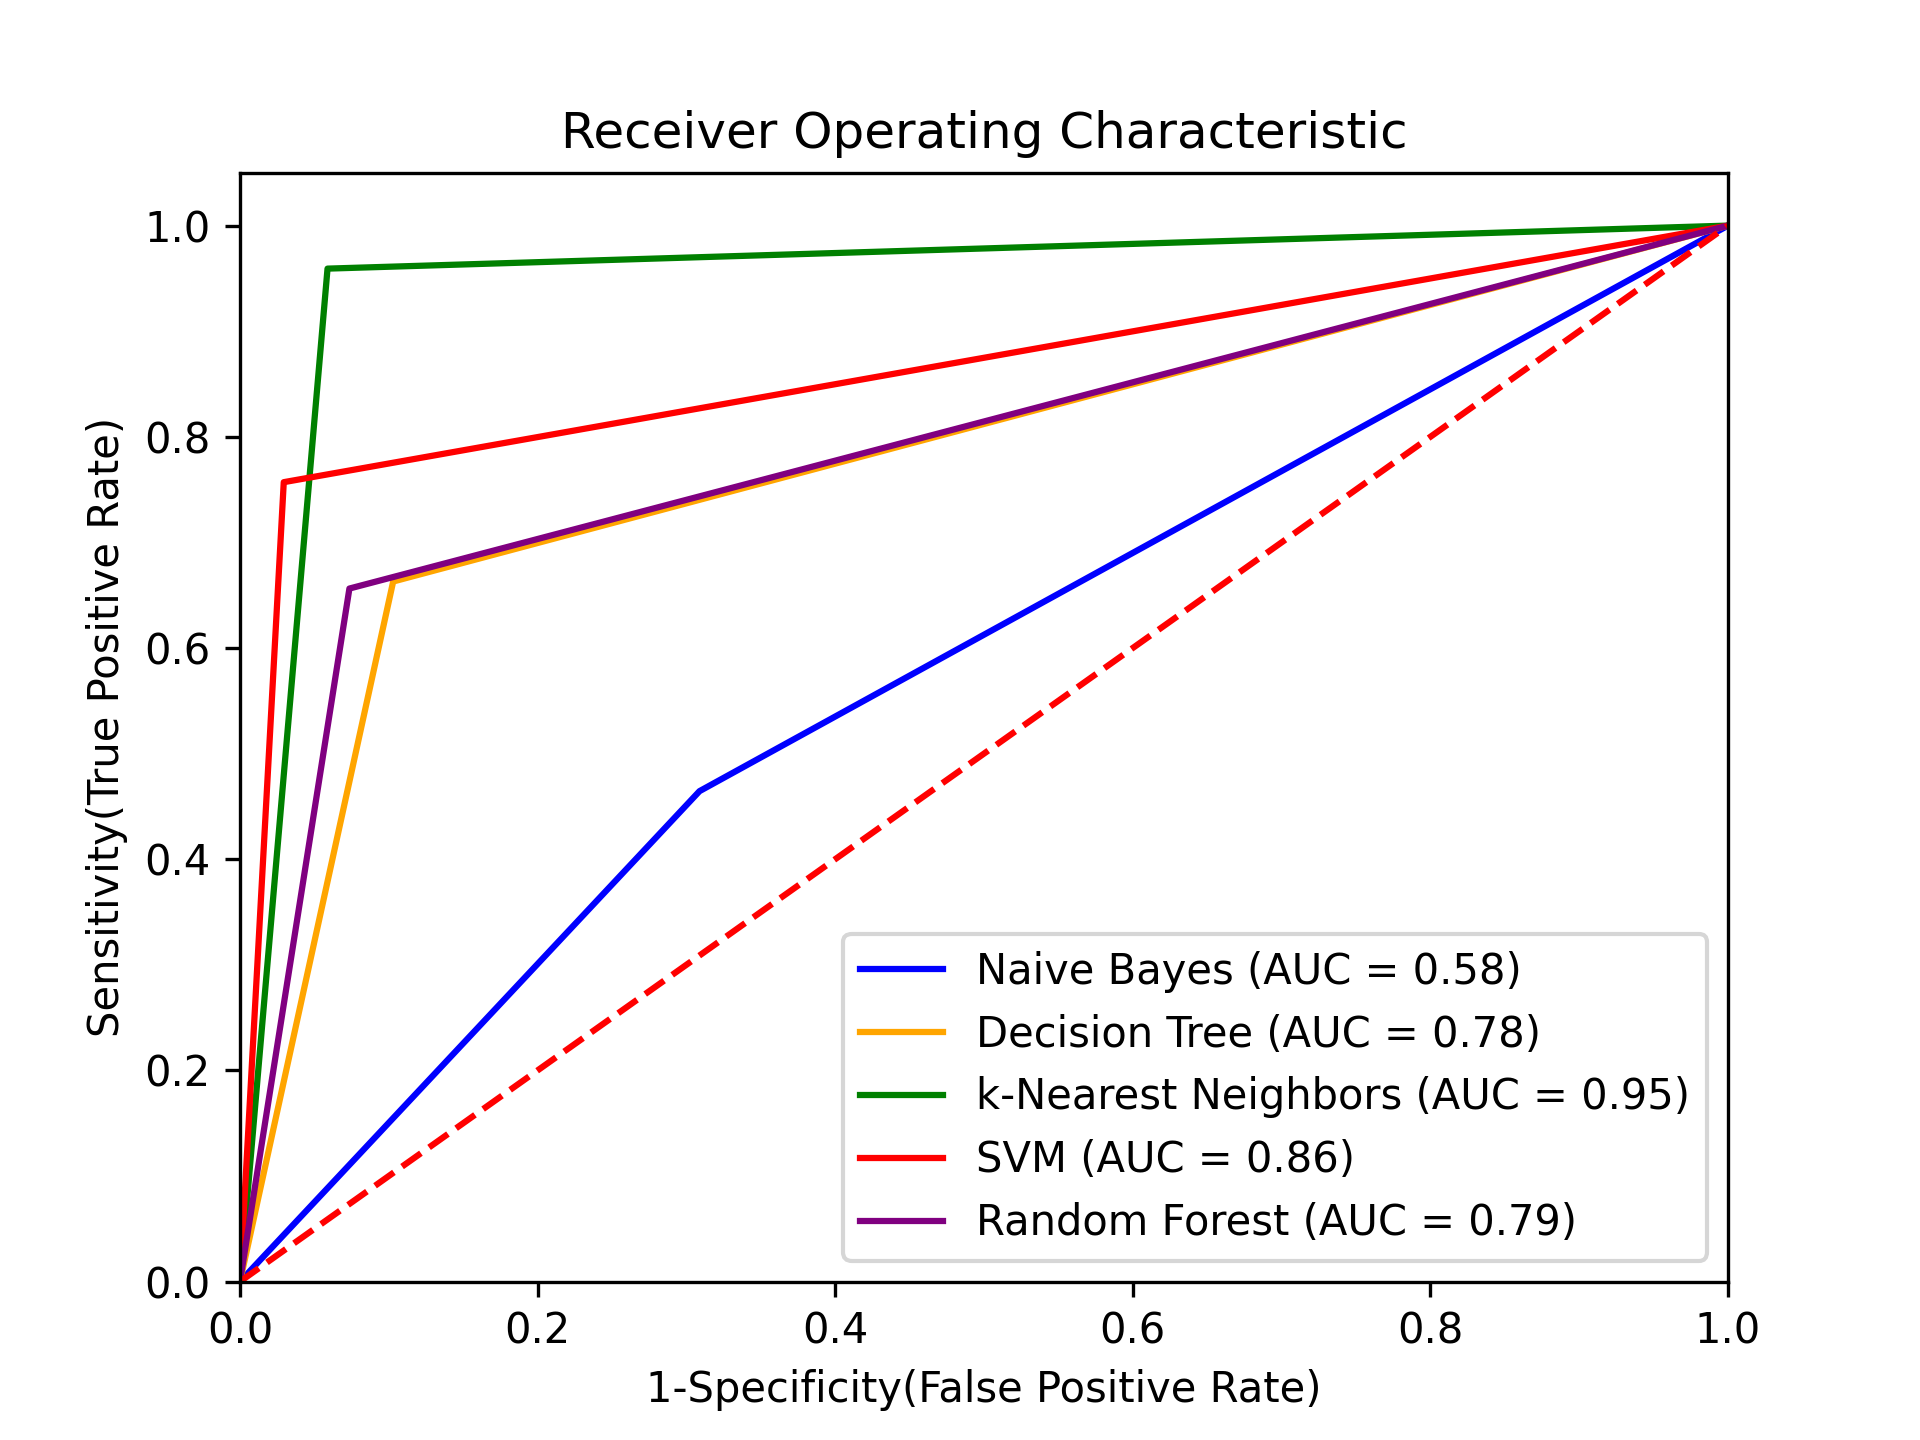 Receiver Operating Characteristic
1.0
0.8
0.6
0.4
0.2
0.0
Sensitivity(True Positive Rate)
Naive Bayes (AUC = 0.58)
Decision Tree (AUC = 0.78)
k-Nearest Neighbors (AUC = 0.95)
SVM (AUC = 0.86)
Random Forest (AUC = 0.79)
0.0 0.2 0.4 0.6 0.8 1.0
1-Specificity(False Positive Rate)